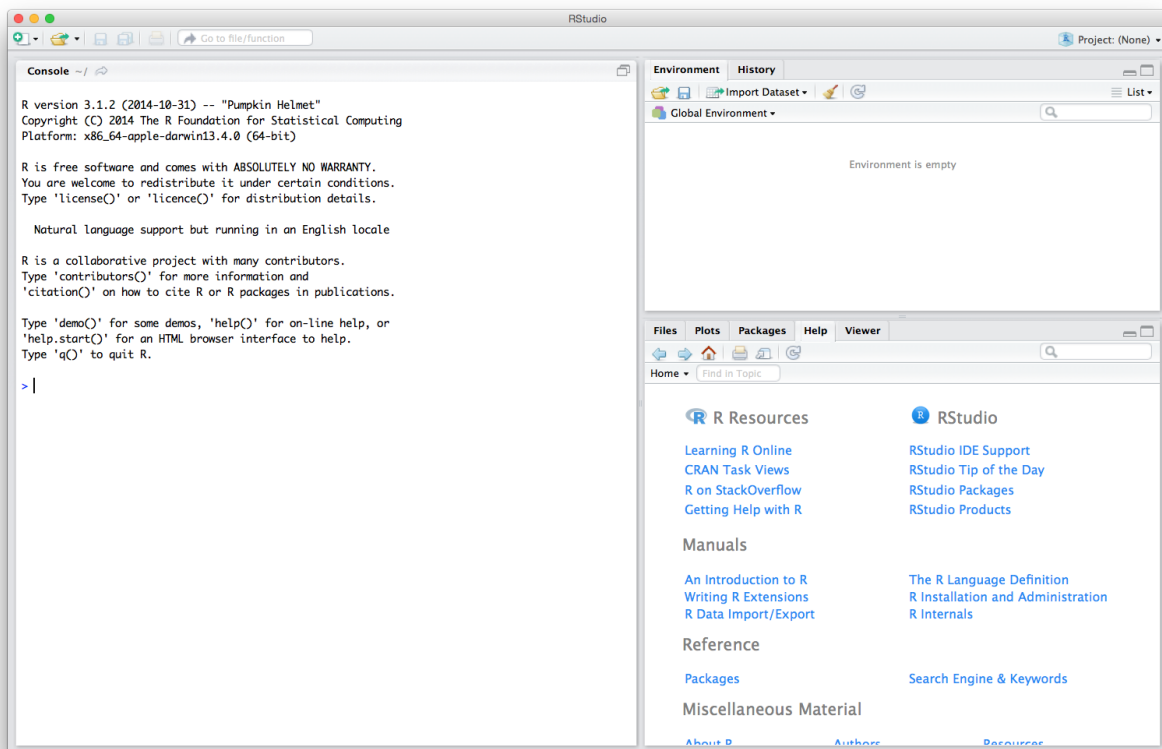 RStudio
Go to file/function
Project: (None)
Console ~/
R version 3.1.2 (2014-10-31) -- "Pumpkin Helmet"
Copyright (C) 2014 The R Foundation for Statistical Computing
Platform: x86_64-apple-darwin13.4.0 (64-bit)
R is free software and comes with ABSOLUTELY NO WARRANTY.
You are welcome to redistribute it under certain conditions.
Type 'license()' or 'licence()' for distribution details.
Natural language support but running in an English locale
R is a collaborative project with many contributors.
Type 'contributors()' for more information and
'citation()' on how to cite R or R packages in publications.
Type 'demo()' for some demos, 'help()' for on-line help, or
'help.start()' for an HTML browser interface to help.
Type 'q()' to quit R.
>
Environment History
Import Dataset List
Global Environment
Environment is empty
Files Plots Packages Help Viewer
Home Find in Topic
R R Resources R RStudio
Learning R Online RStudio IDE Support
CRAN Task Views RStudio Tip of the Day
R on StackOverflow RStudio Packages
Getting Help with R RStudio Products
Manuals
An Introduction to R The R Language Definition
Writing R Extensions R Installation and Administration
R Data Import/Export R Internals
Reference
Packages Search Engine & Keywords
Miscellaneous Material
About R Authors Resources